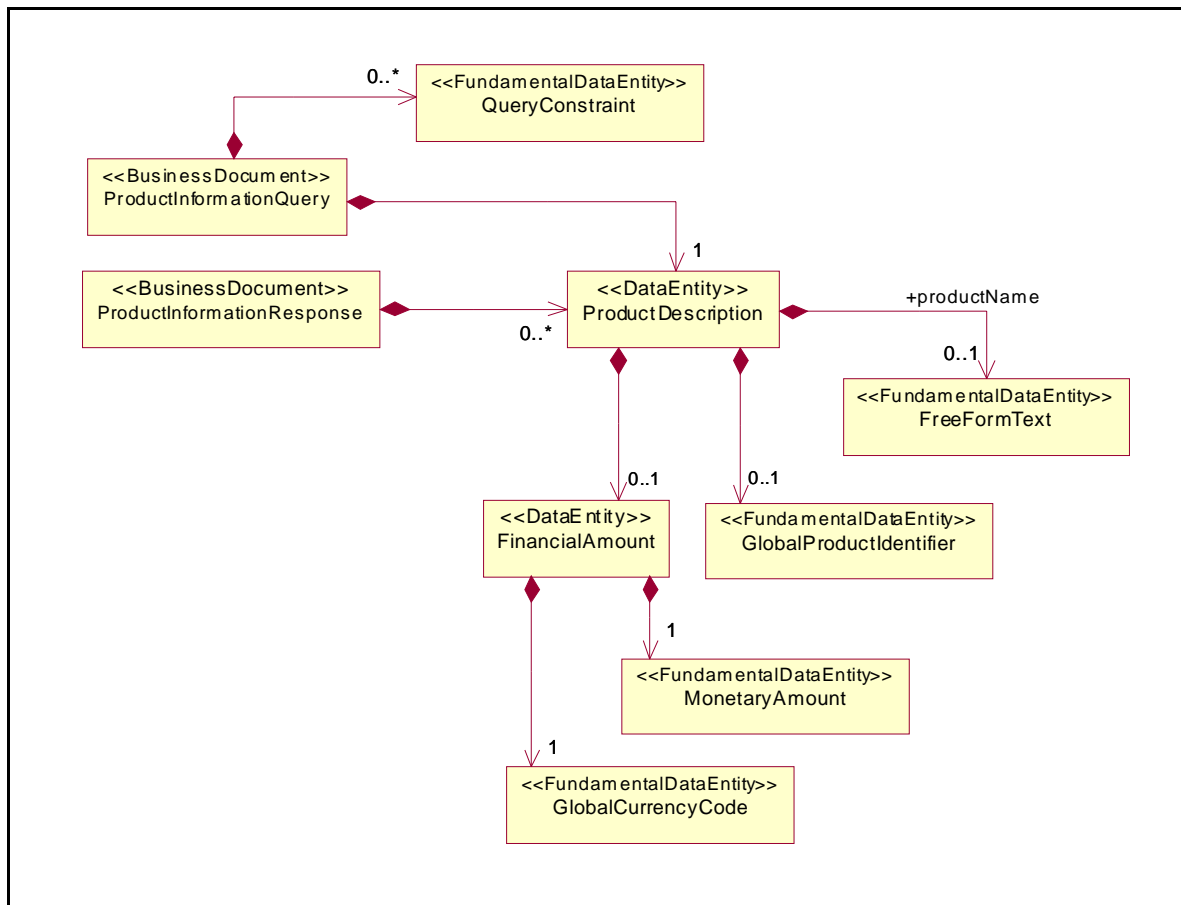 0..*
<<FundamentalDataEntity>>
QueryConstraint
<<BusinessDocument>>
ProductInformationQuery
1
<<BusinessDocument>>
ProductInformationResponse
0..*
<<DataEntity>>
ProductDescription
+productName
0..1
<<FundamentalDataEntity>>
FreeFormText
0..1
0..1
<<DataEntity>>
FinancialAmount
<<FundamentalDataEntity>>
GlobalProductIdentifier
1
<<FundamentalDataEntity>>
MonetaryAmount
1
<<FundamentalDataEntity>>
GlobalCurrencyCode